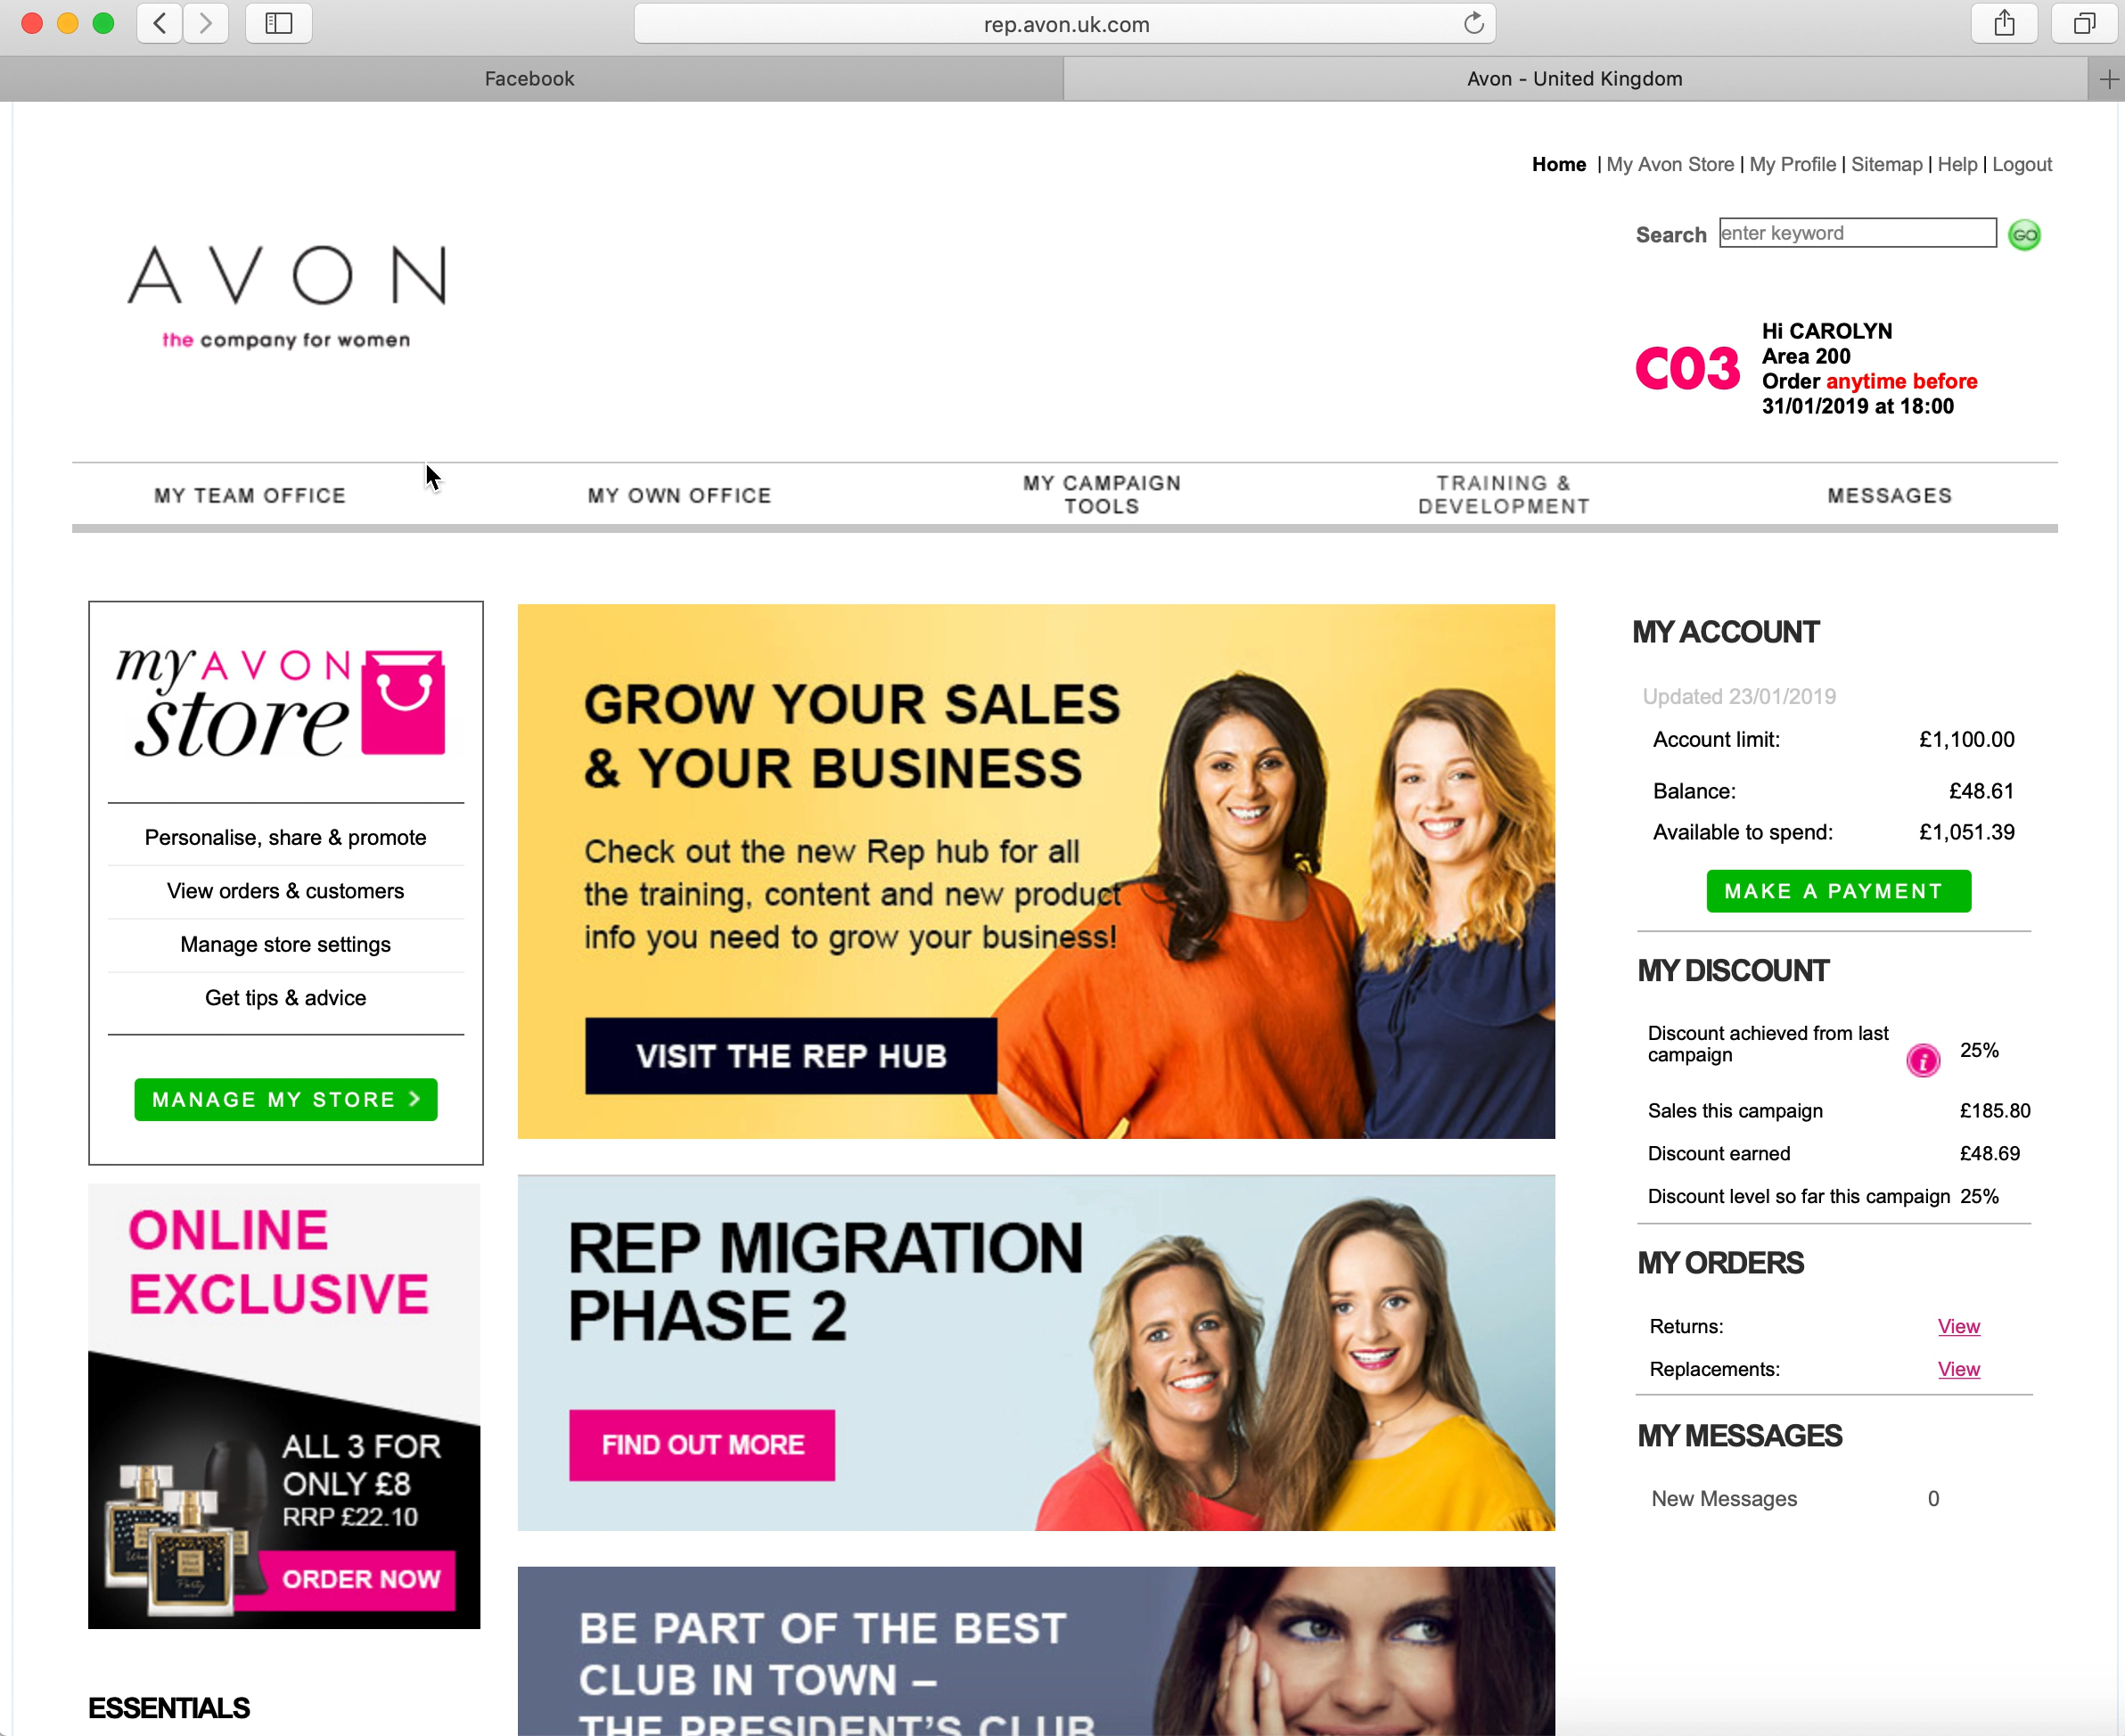 rep.avon.uk.com
Facebook
Avon - United Kingdom
Home | My Avon Store | My Profile | Sitemap | Help | Logout
Search enter keyword GO
AVON
the company for women
C03
Hi CAROLYN
Area 200
Order anytime before
31/01/2019 at 18:00
MY TEAM OFFICE
MY OWN OFFICE
MY CAMPAIGN
TOOLS
TRAINING &
DEVELOPMENT
MESSAGES
my AVON
store
Personalise, share & promote
View orders & customers
Manage store settings
Get tips & advice
MANAGE MY STORE >
ONLINE
EXCLUSIVE
ALL 3 FOR
ONLY £8
RRP £22.10
ORDER NOW
ESSENTIALS
GROW YOUR SALES
& YOUR BUSINESS
Check out the new Rep hub for all
the training, content and new product
info you need to grow your business!
VISIT THE REP HUB
REP MIGRATION
PHASE 2
FIND OUT MORE
BE PART OF THE BEST
CLUB IN TOWN –
THE PRESIDENT'S CLUB
MY ACCOUNT
Updated 23/01/2019
Account limit: £1,100.00
Balance: £48.61
Available to spend: £1,051.39
MAKE A PAYMENT
MY DISCOUNT
Discount achieved from last
campaign i 25%
Sales this campaign £185.80
Discount earned £48.69
Discount level so far this campaign 25%
MY ORDERS
Returns: View
Replacements: View
MY MESSAGES
New Messages 0